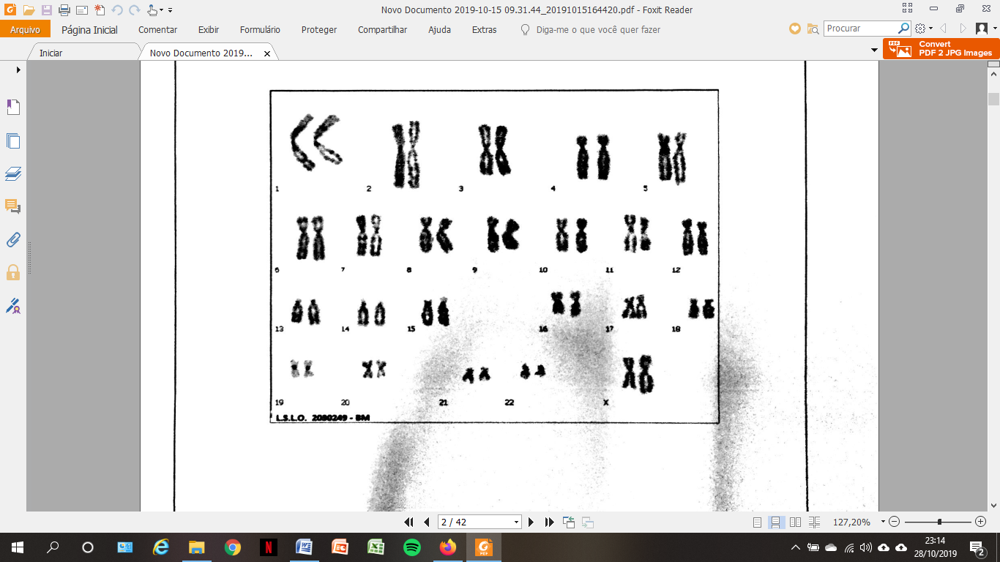 Novo Documento 2019-10-15 09.31.44_20191015164420.pdf - Foxit Reader
Arquivo Página Inicial Comentar Exibir Formulário Proteger Compartilhar Ajuda Extras Diga-me o que você quer fazer Procurar
Iniciar Novo Documento 2019... x
PDF Convert
PDF 2 JPG Images
1 2 3 4 5
6 7 8 9 10 11 12
13 14 15 16 17 18
19 20 21 22 X
L.S.L.O. 2080249 - BM
2 / 42 127,20%
23:14
28/10/2019
2